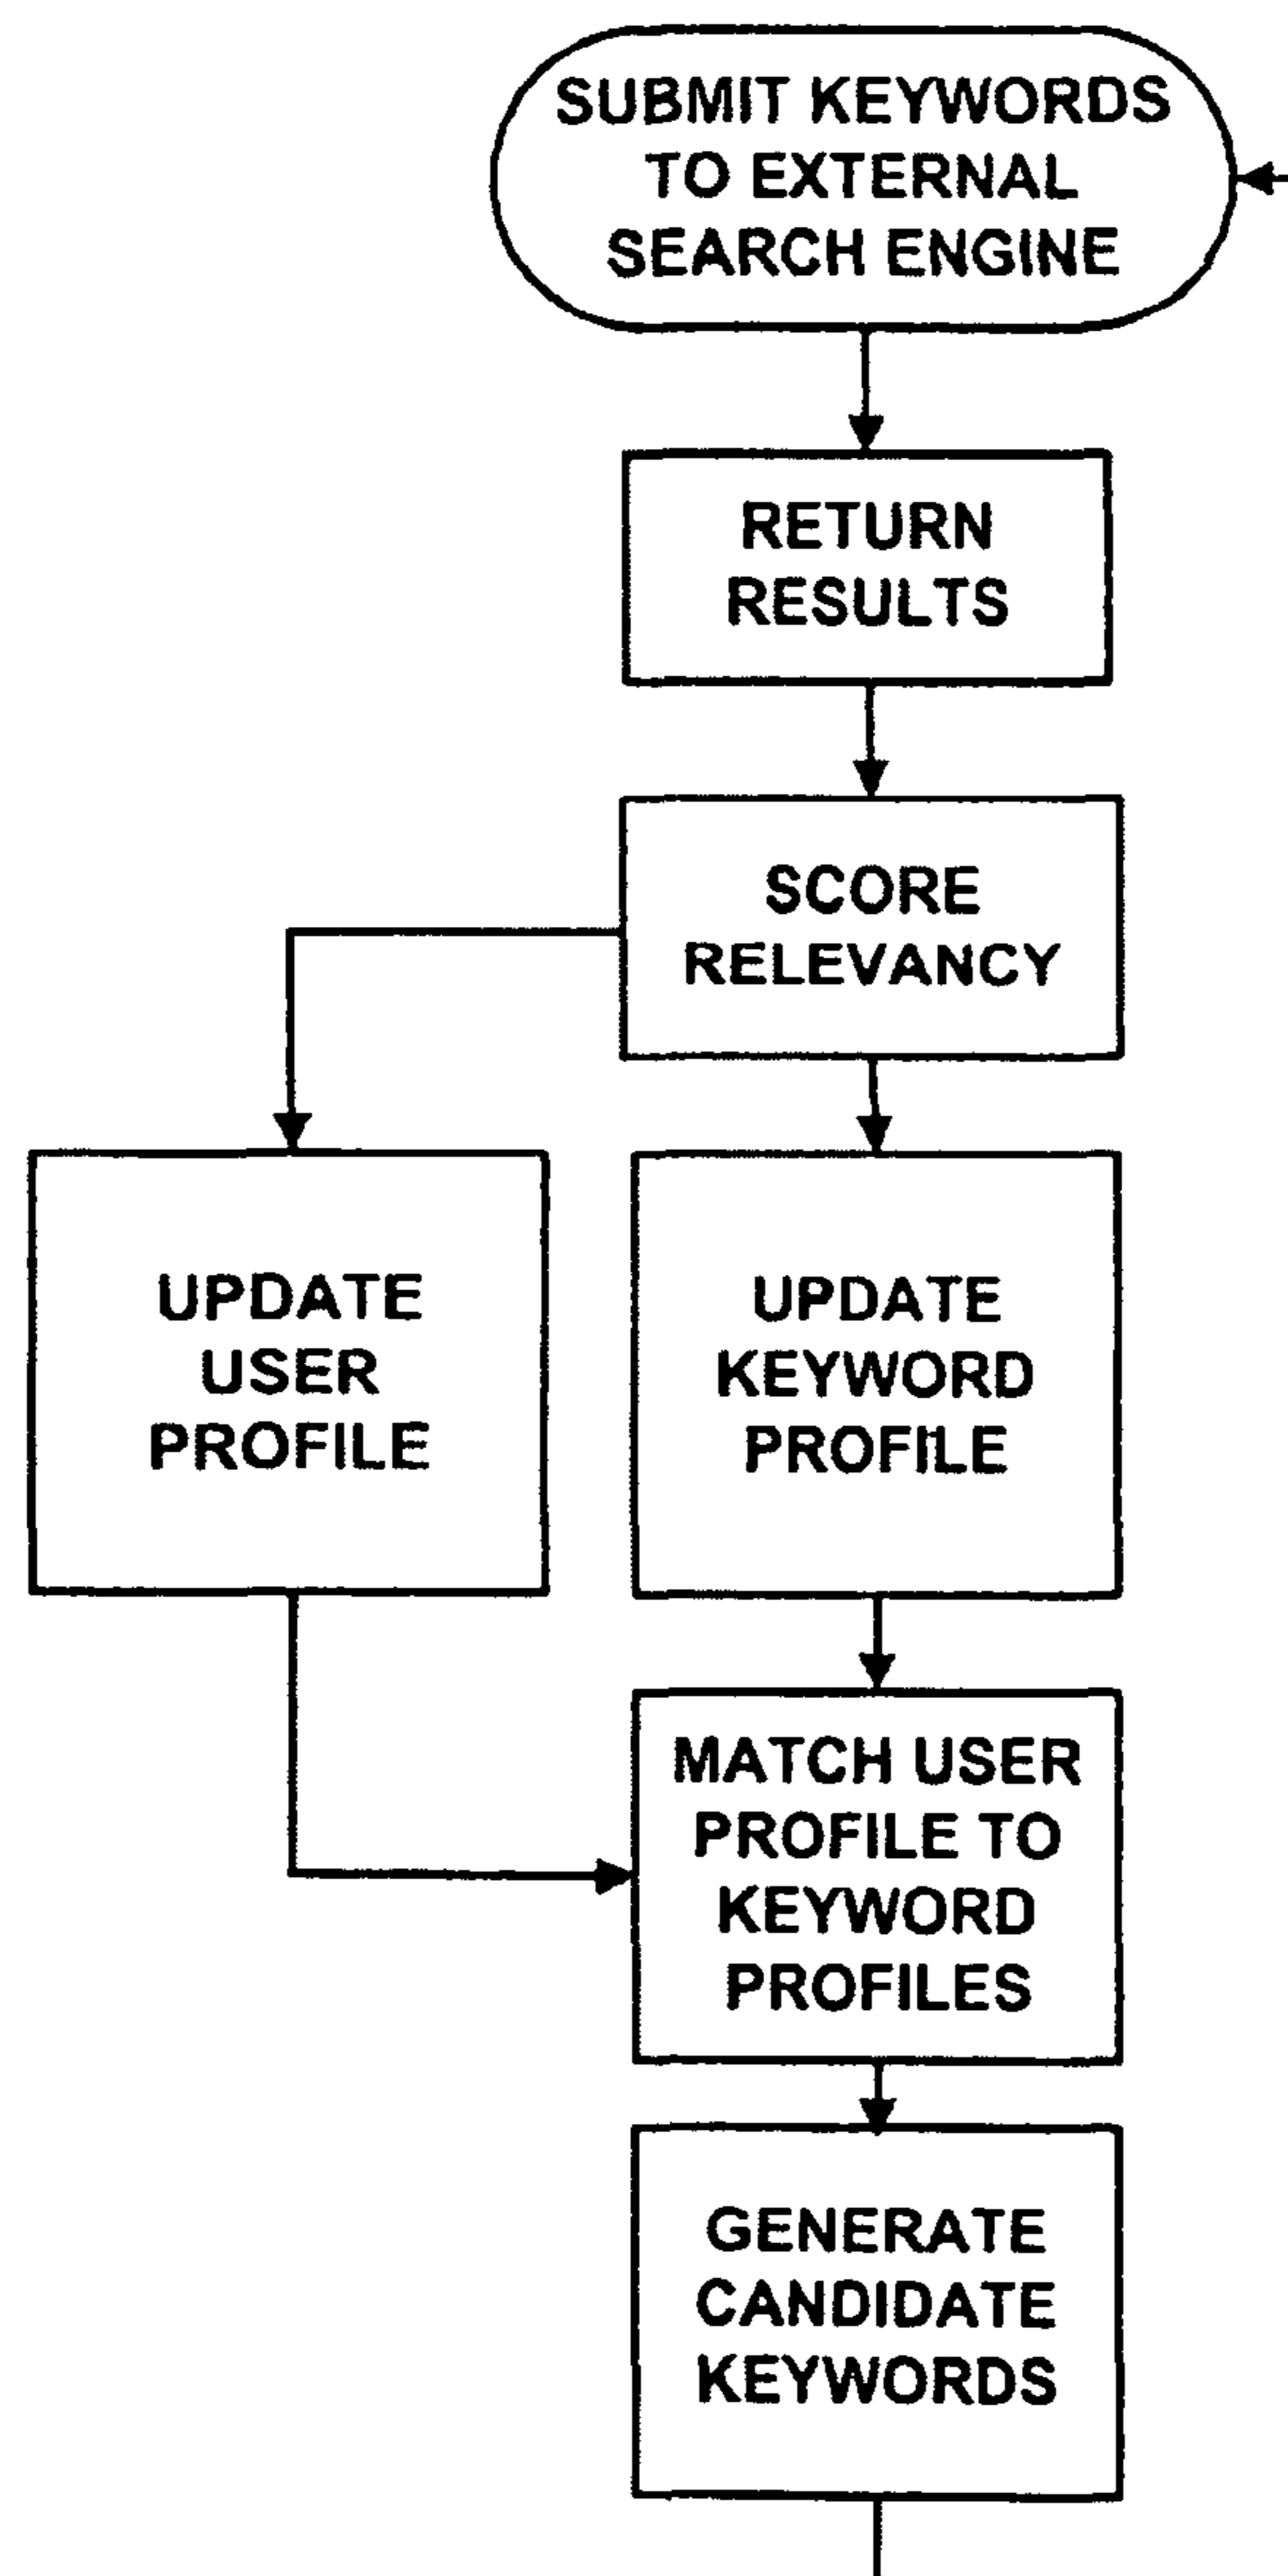 SUBMIT KEYWORDS
TO EXTERNAL
SEARCH ENGINE
RETURN
RESULTS
SCORE
RELEVANCY
UPDATE
USER
PROFILE
UPDATE
KEYWORD
PROFILE
MATCH USER
PROFILE TO
KEYWORD
PROFILES
GENERATE
CANDIDATE
KEYWORDS